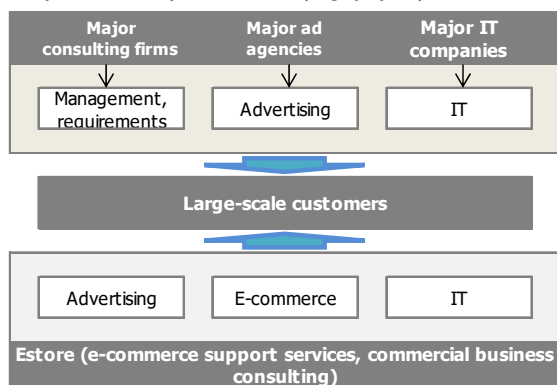 Major consulting firms
Major ad agencies
Major IT companies
Management, requirements
Advertising
IT
Large-scale customers
Advertising
E-commerce
IT
Estore (e-commerce support services, commercial business
consulting)